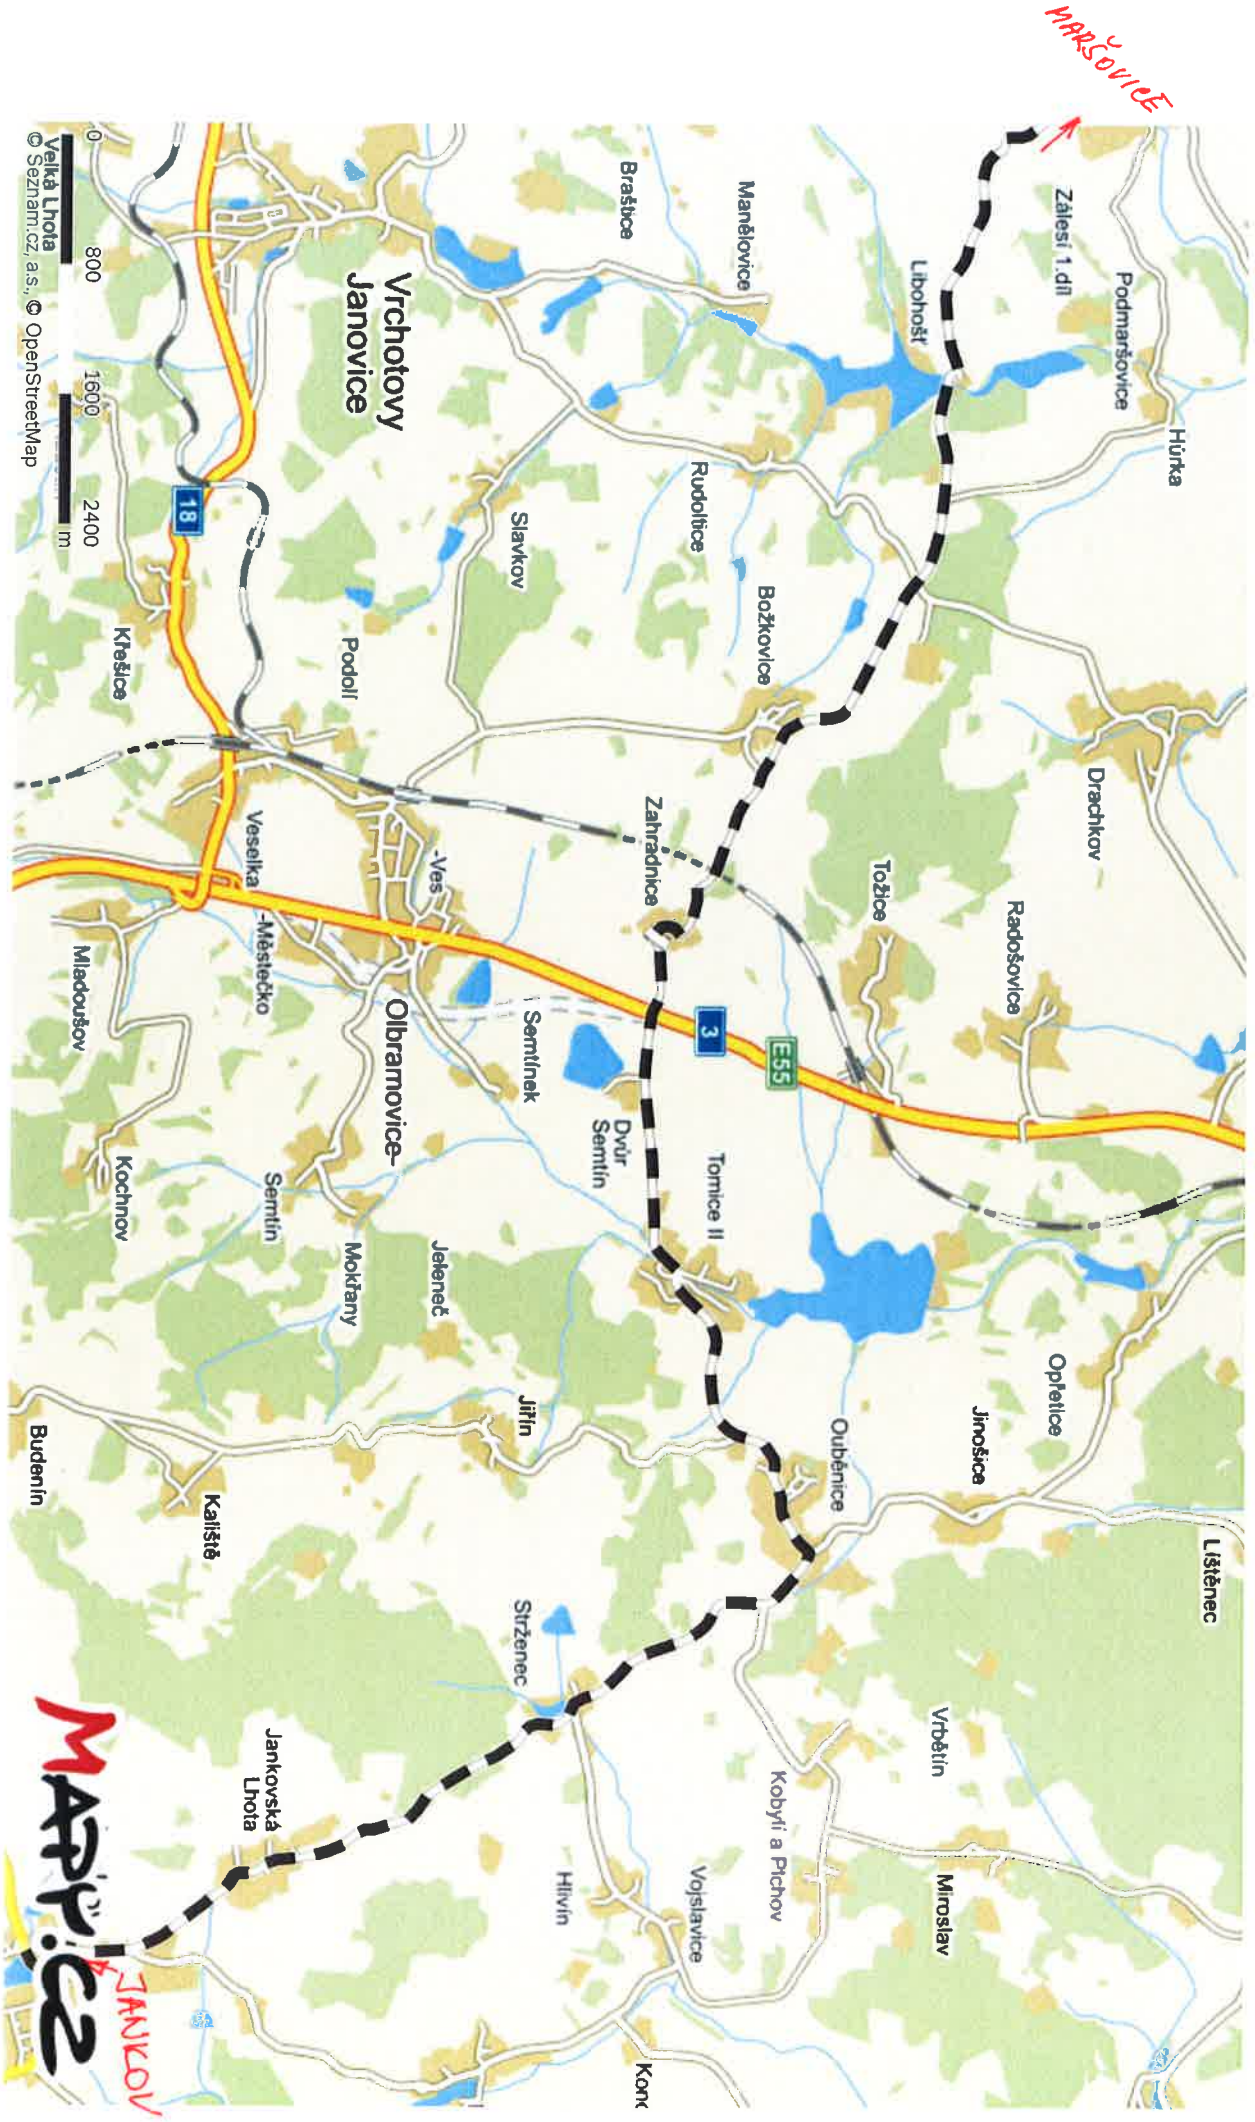 MARŠOVICE
Zálesí 1.díl
Podmaršovice
Hůrka
Libohošť
Manělovice
Braštice
Vrchotovy
Janovice
Rudoltice
Slavkov
Božkovice
Drachkov
Podolí
Křešice
18
Zahradnice
Tožice
Radošovice
Veselka
-Ves
-Městečko
Olbramovice-
Mladoušov
Semtínek
3
E55
Dvůr
Semtín
Tomice II
Kochnov
Semtín
Mokřany
Jeleneč
Jiřín
Ouběnice
Jinošice
Opřetice
Líštěnec
Budenín
Kaliště
Strženec
Jankovská
Lhota
Vrbětín
Kobylí a Pichov
Miroslav
Hlivín
Vojslavice
Kond
JANKOV
0 800 1600 2400 m
Velká Lhota
© Seznam.cz, a.s., © OpenStreetMap
MAPY.CZ